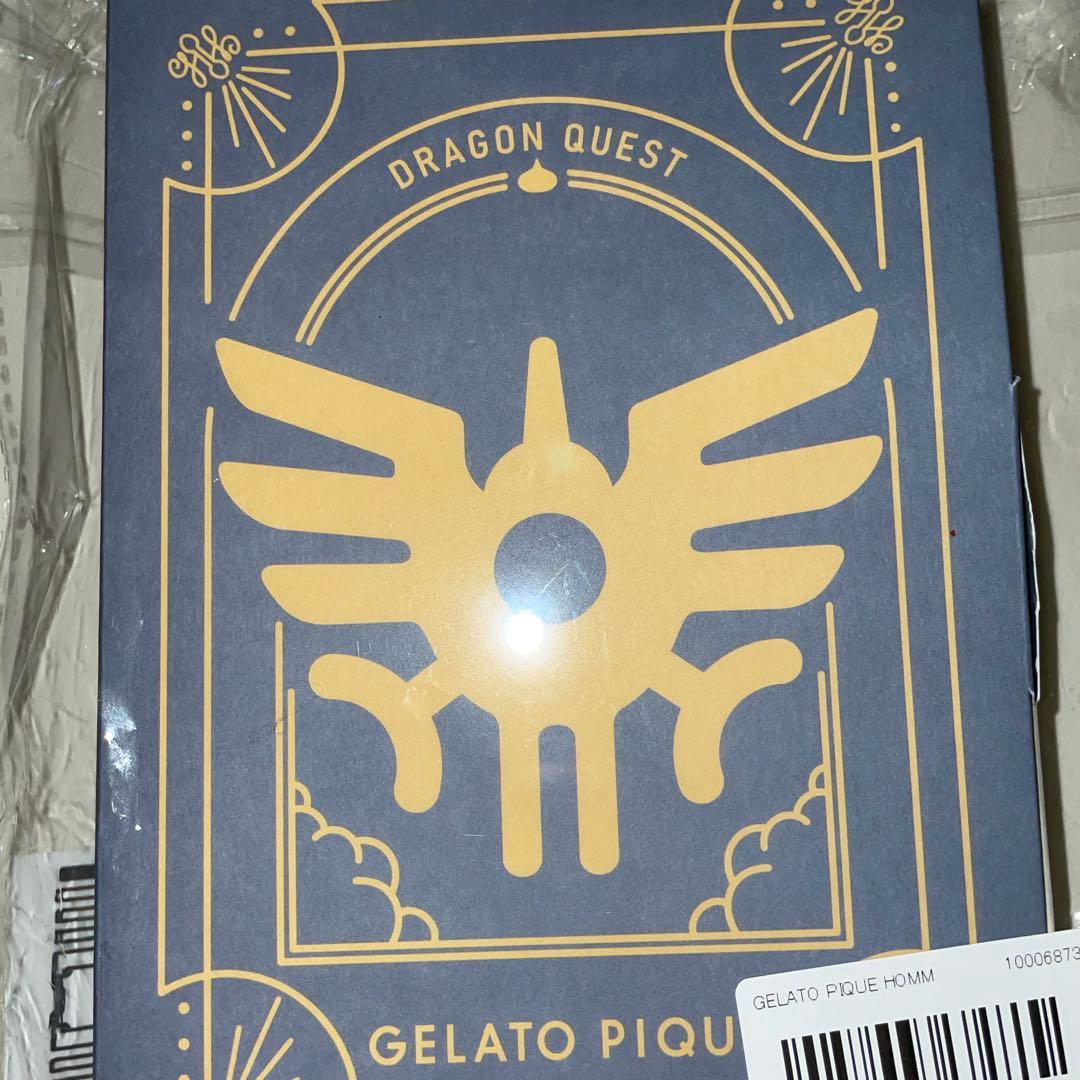 DRAGON QUEST
GELATO PIQU
GELATO PIQUE HOMM
10006873